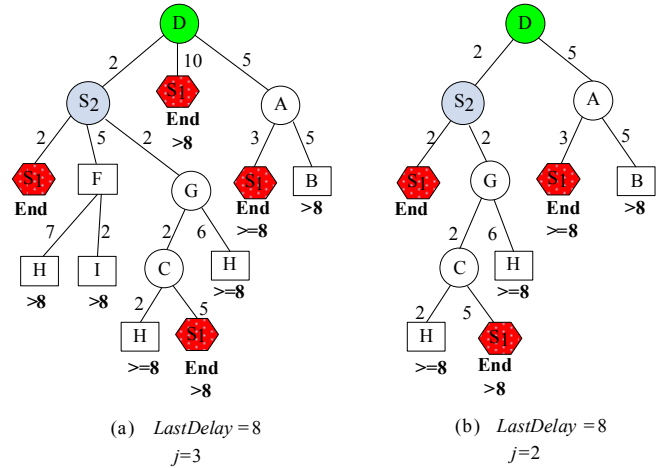 D
D
2
10
5
2
5
S2
S1
A
S2
A
End
>8
2
5
2
3
5
2
2
3
5
S1
F
G
S1
B
S1
G
S1
B
End
End
>8
End
End
>8
>=8
>=8
7
2
2
6
2
6
H
I
C
H
C
H
>8
>8
>=8
>=8
2
5
2
5
H
S1
H
S1
>=8
End
>=8
End
>8
>8
(a) LastDelay = 8
(b) LastDelay = 8
j=3
j=2